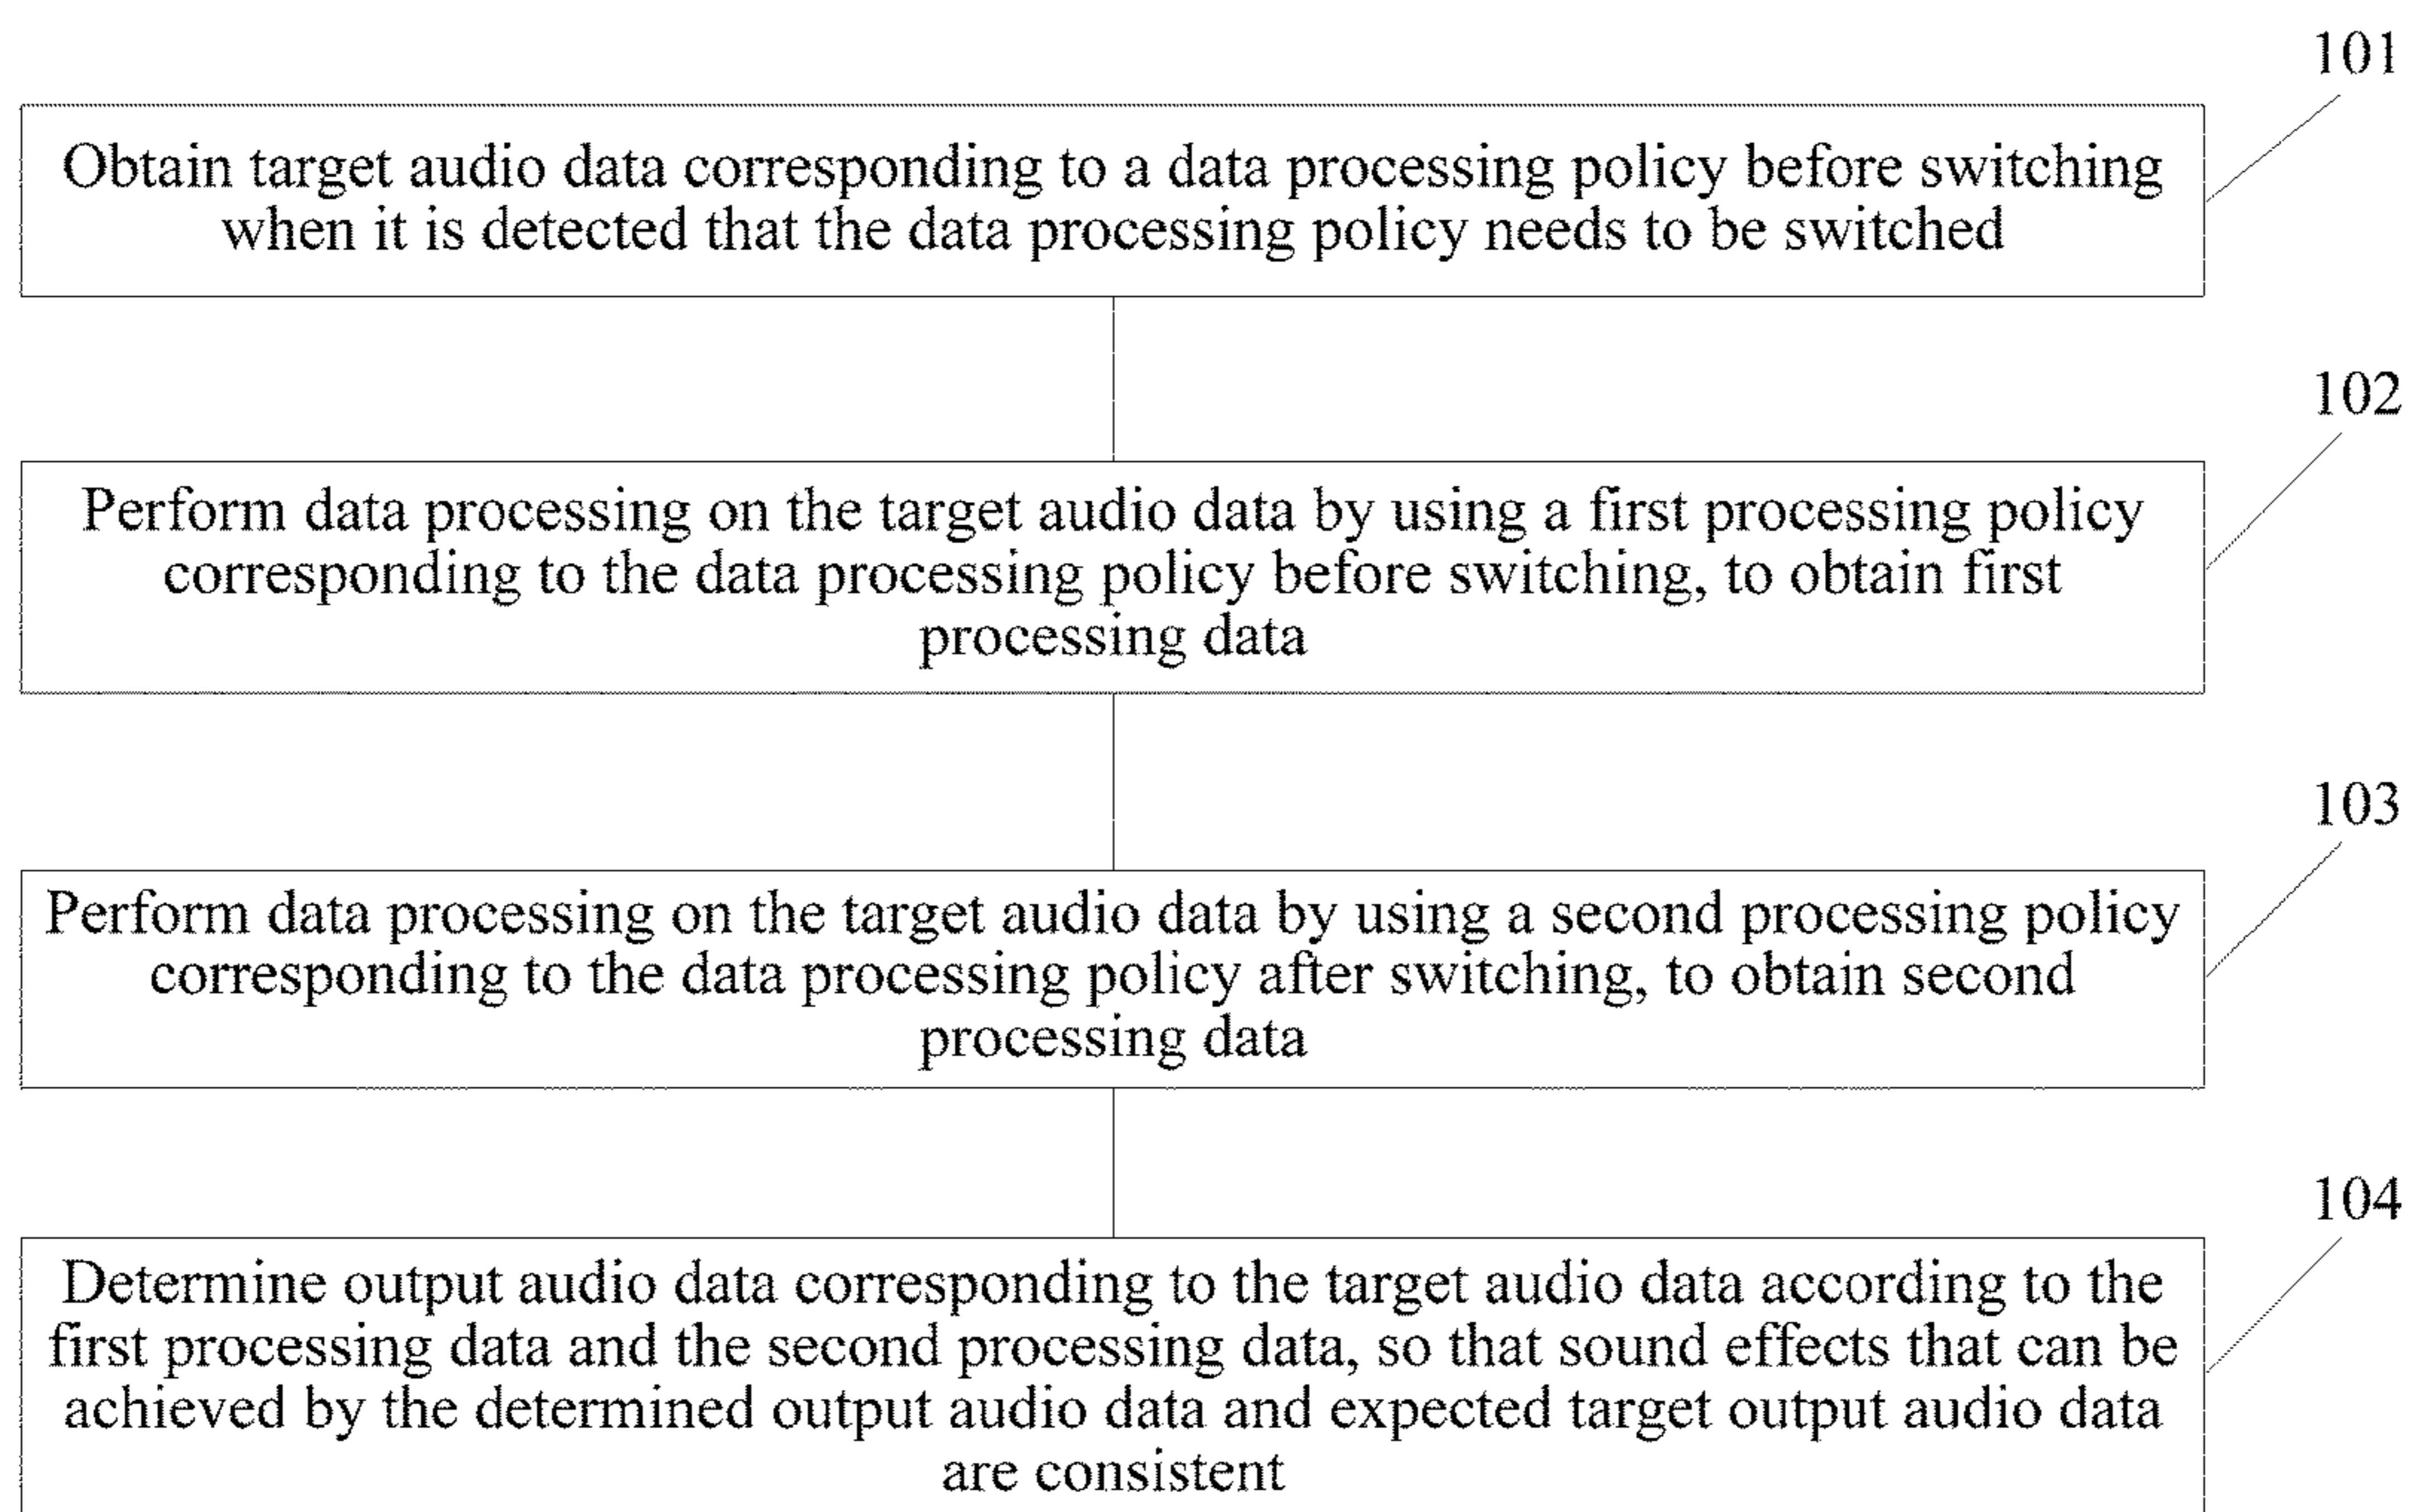 101
Obtain target audio data corresponding to a data processing policy before switching
when it is detected that the data processing policy needs to be switched
102
Perform data processing on the target audio data by using a first processing policy
corresponding to the data processing policy before switching, to obtain first
processing data
103
Perform data processing on the target audio data by using a second processing policy
corresponding to the data processing policy after switching, to obtain second
processing data
104
Determine output audio data corresponding to the target audio data according to the
first processing data and the second processing data, so that sound effects that can be
achieved by the determined output audio data and expected target output audio data
are consistent